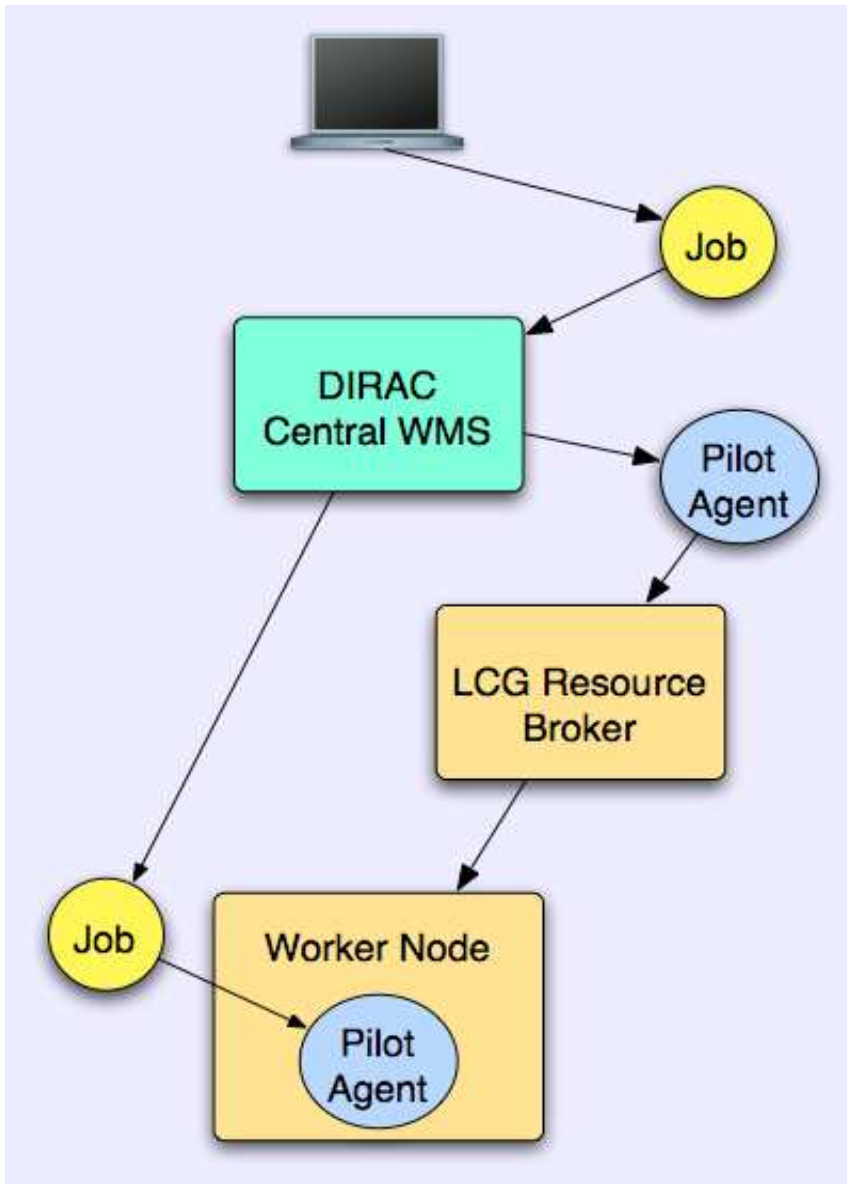 Job
DIRAC
Central WMS
Pilot
Agent
LCG Resource
Broker
Job
Worker Node
Pilot
Agent